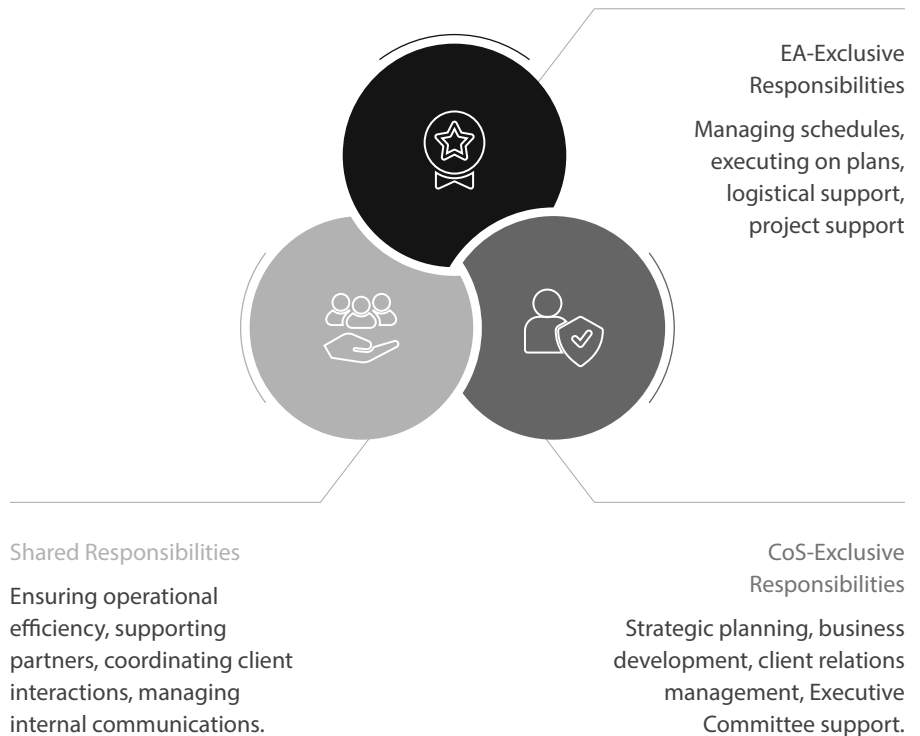 EA-Exclusive
Responsibilities
Managing schedules,
executing on plans,
logistical support,
project support
Shared Responsibilities
Ensuring operational
efficiency, supporting
partners, coordinating client
interactions, managing
internal communications.
CoS-Exclusive
Responsibilities
Strategic planning, business
development, client relations
management, Executive
Committee support.